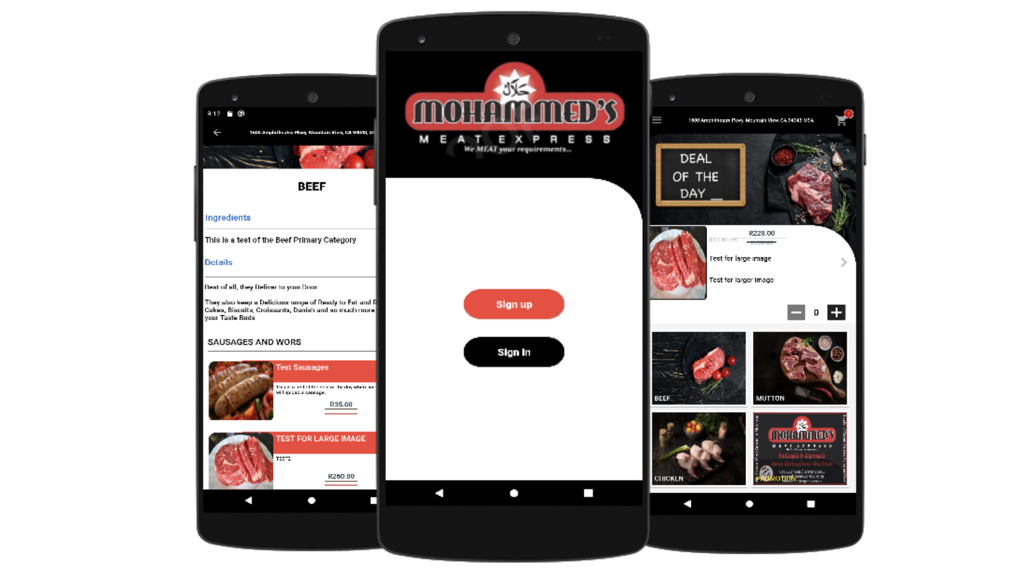 9:12
1600 Amphitheatre Pkwy, Mountain View, CA 94043,
BEEF
Ingredients
This is a test of the Beef Primary Category
Details
Best of all, they Deliver to your Door
They also keep a Delicious range of Ready to Eat and
Cakes, Biscuits, Croissants, Danish and so much more
your Taste Buds
SAUSAGES AND WORS
Test Sausages
R35.00
TEST FOR LARGE IMAGE
R260.00
حلال
MOHAMMED'S
MEAT EXPRESS
We MEAT your requirements...
Sign up
Sign in
1600 Amphitheatre Pkwy, Mountain View, CA 94043, USA
DEAL
OF THE
DAY _
R220.00
Test for large image
Test for larger image
0
BEEF
MUTTON
CHICKEN
MOHAMMED'S
MEAT EXPRESS
PROMOTION